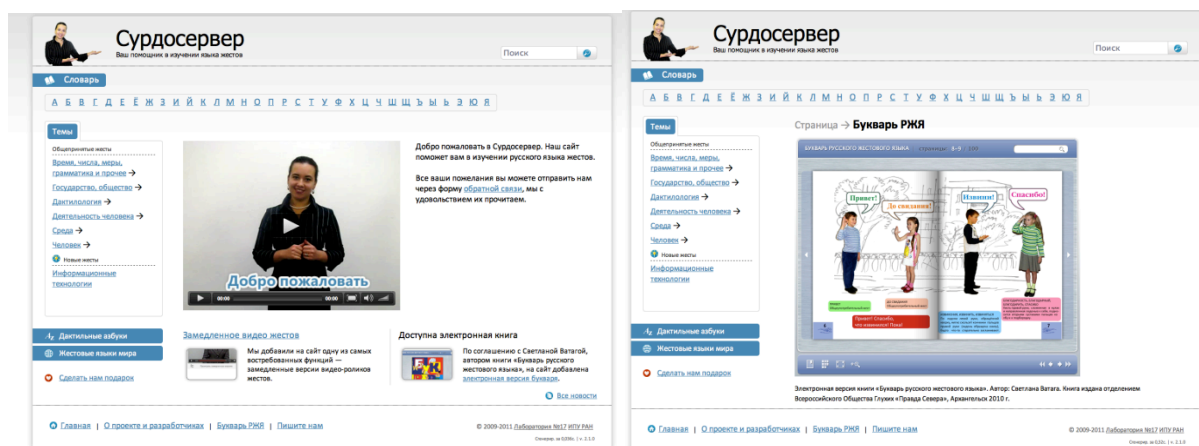 Сурдосервер
Ваш помощник в изучении языка жестов
Поиск
Словарь
А Б В Г Д Е Ё Ж З И Й К Л М Н О П Р С Т У Ф Х Ц Ч Ш Щ Ъ Ы Ь Э Ю Я
Темы
Общепринятые жесты
Время, числа, меры,
грамматика и прочее →
Государство, общество →
Дактилология →
Деятельность человека →
Среда →
Человек →
Новые жесты
Информационные
технологии
Добро пожаловать
00:00
00:00
Добро пожаловать в Сурдосервер. Наш сайт
поможет вам в изучении русского языка жестов.
Все ваши пожелания вы можете отправить нам
через форму обратной связи, мы с
удовольствием их прочитаем.
Дактильные азбуки
Жестовые языки мира
Сделать нам подарок
Замедленное видео жестов
Мы добавили на сайт одну из самых
востребованных функций —
замедленные версии видео-роликов
жестов.
Доступна электронная книга
По соглашению с Светланой Ватагой,
автором книги «Букварь русского
жестового языка», на сайт добавлена
электронная версия букваря.
Все новости
Главная | О проекте и разработчиках | Букварь РЖЯ | Пишите нам
© 2009-2011 Лаборатория №17 ИПУ РАН
Сурдосервер
Ваш помощник в изучении языка жестов
Поиск
Словарь
А Б В Г Д Е Ё Ж З И Й К Л М Н О П Р С Т У Ф Х Ц Ч Ш Щ Ъ Ы Ь Э Ю Я
Темы
Общепринятые жесты
Время, числа, меры,
грамматика и прочее →
Государство, общество →
Дактилология →
Деятельность человека →
Среда →
Человек →
Новые жесты
Информационные
технологии
Страница → Букварь РЖЯ
БУКВАРЬ РУССКОГО ЖЕСТОВОГО ЯЗЫКА страницы
Привет!
До свидания!
Извини!
Спасибо!
Привет! Спасибо,
Дактильные азбуки
Жестовые языки мира
Сделать нам подарок
Электронная версия книги «Букварь русского жестового языка». Автор: Светлана Ватага. Книга издана отделением
Всероссийского Общества Глухих «Правда Севера», Архангельск 2010 г.
Главная | О проекте и разработчиках | Букварь РЖЯ | Пишите нам
© 2009-2011 Лаборатория №17 ИПУ РАН